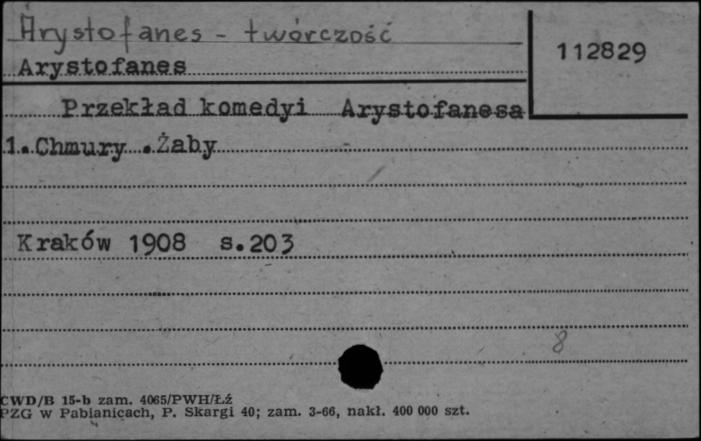 Arystofanes - twórczość
112829
Arystofanes
Przekład komedyi Arystofanesa
1.Chmury .Żaby
Kraków 1908 s.203
8
CWD/B 15-b zam. 4065/PWH/Łź
PZG w Pabianicach, P. Skargi 40; zam. 3-66, nakł. 400 000 szt.